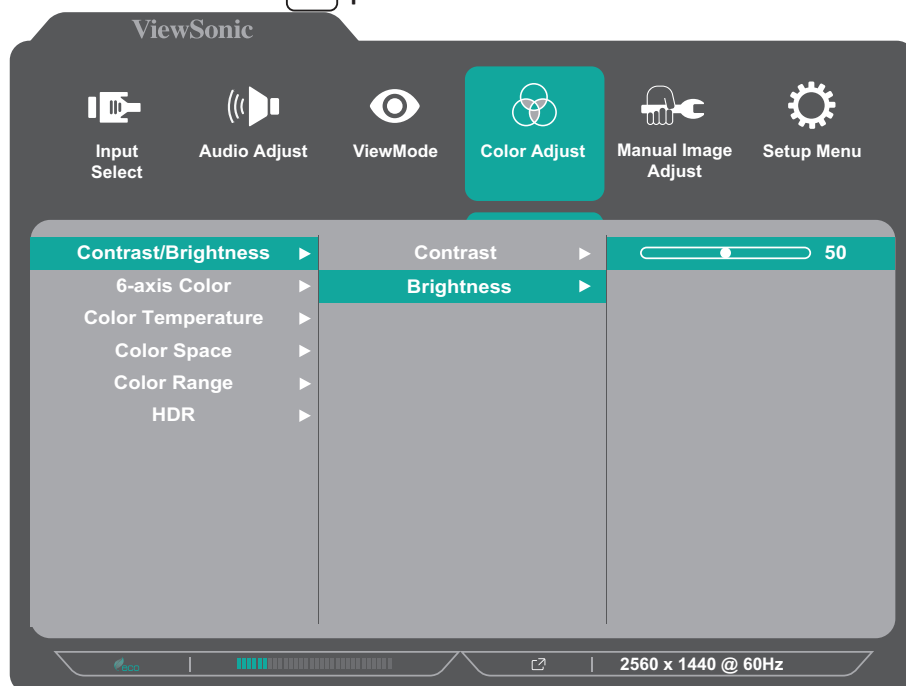 ViewSonic
Input
Select
Audio Adjust
ViewMode
Color Adjust
Manual Image
Adjust
Setup Menu
Contrast/Brightness
Contrast
50
6-axis Color
Brightness
Color Temperature
Color Space
Color Range
HDR
eco
2560 x 1440 @ 60Hz